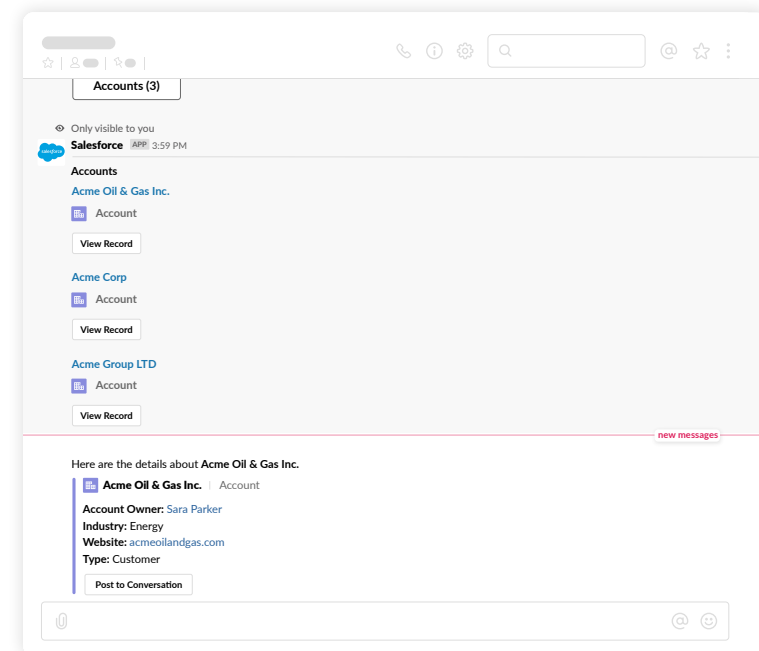 Accounts (3)
Only visible to you
salesforce
Salesforce APP 3:59 PM
Accounts
Acme Oil & Gas Inc.
Account
View Record
Acme Corp
Account
View Record
Acme Group LTD
Account
View Record
new messages
Here are the details about Acme Oil & Gas Inc.
Acme Oil & Gas Inc. | Account
Account Owner: Sara Parker
Industry: Energy
Website: acmeoilandgas.com
Type: Customer
Post to Conversation